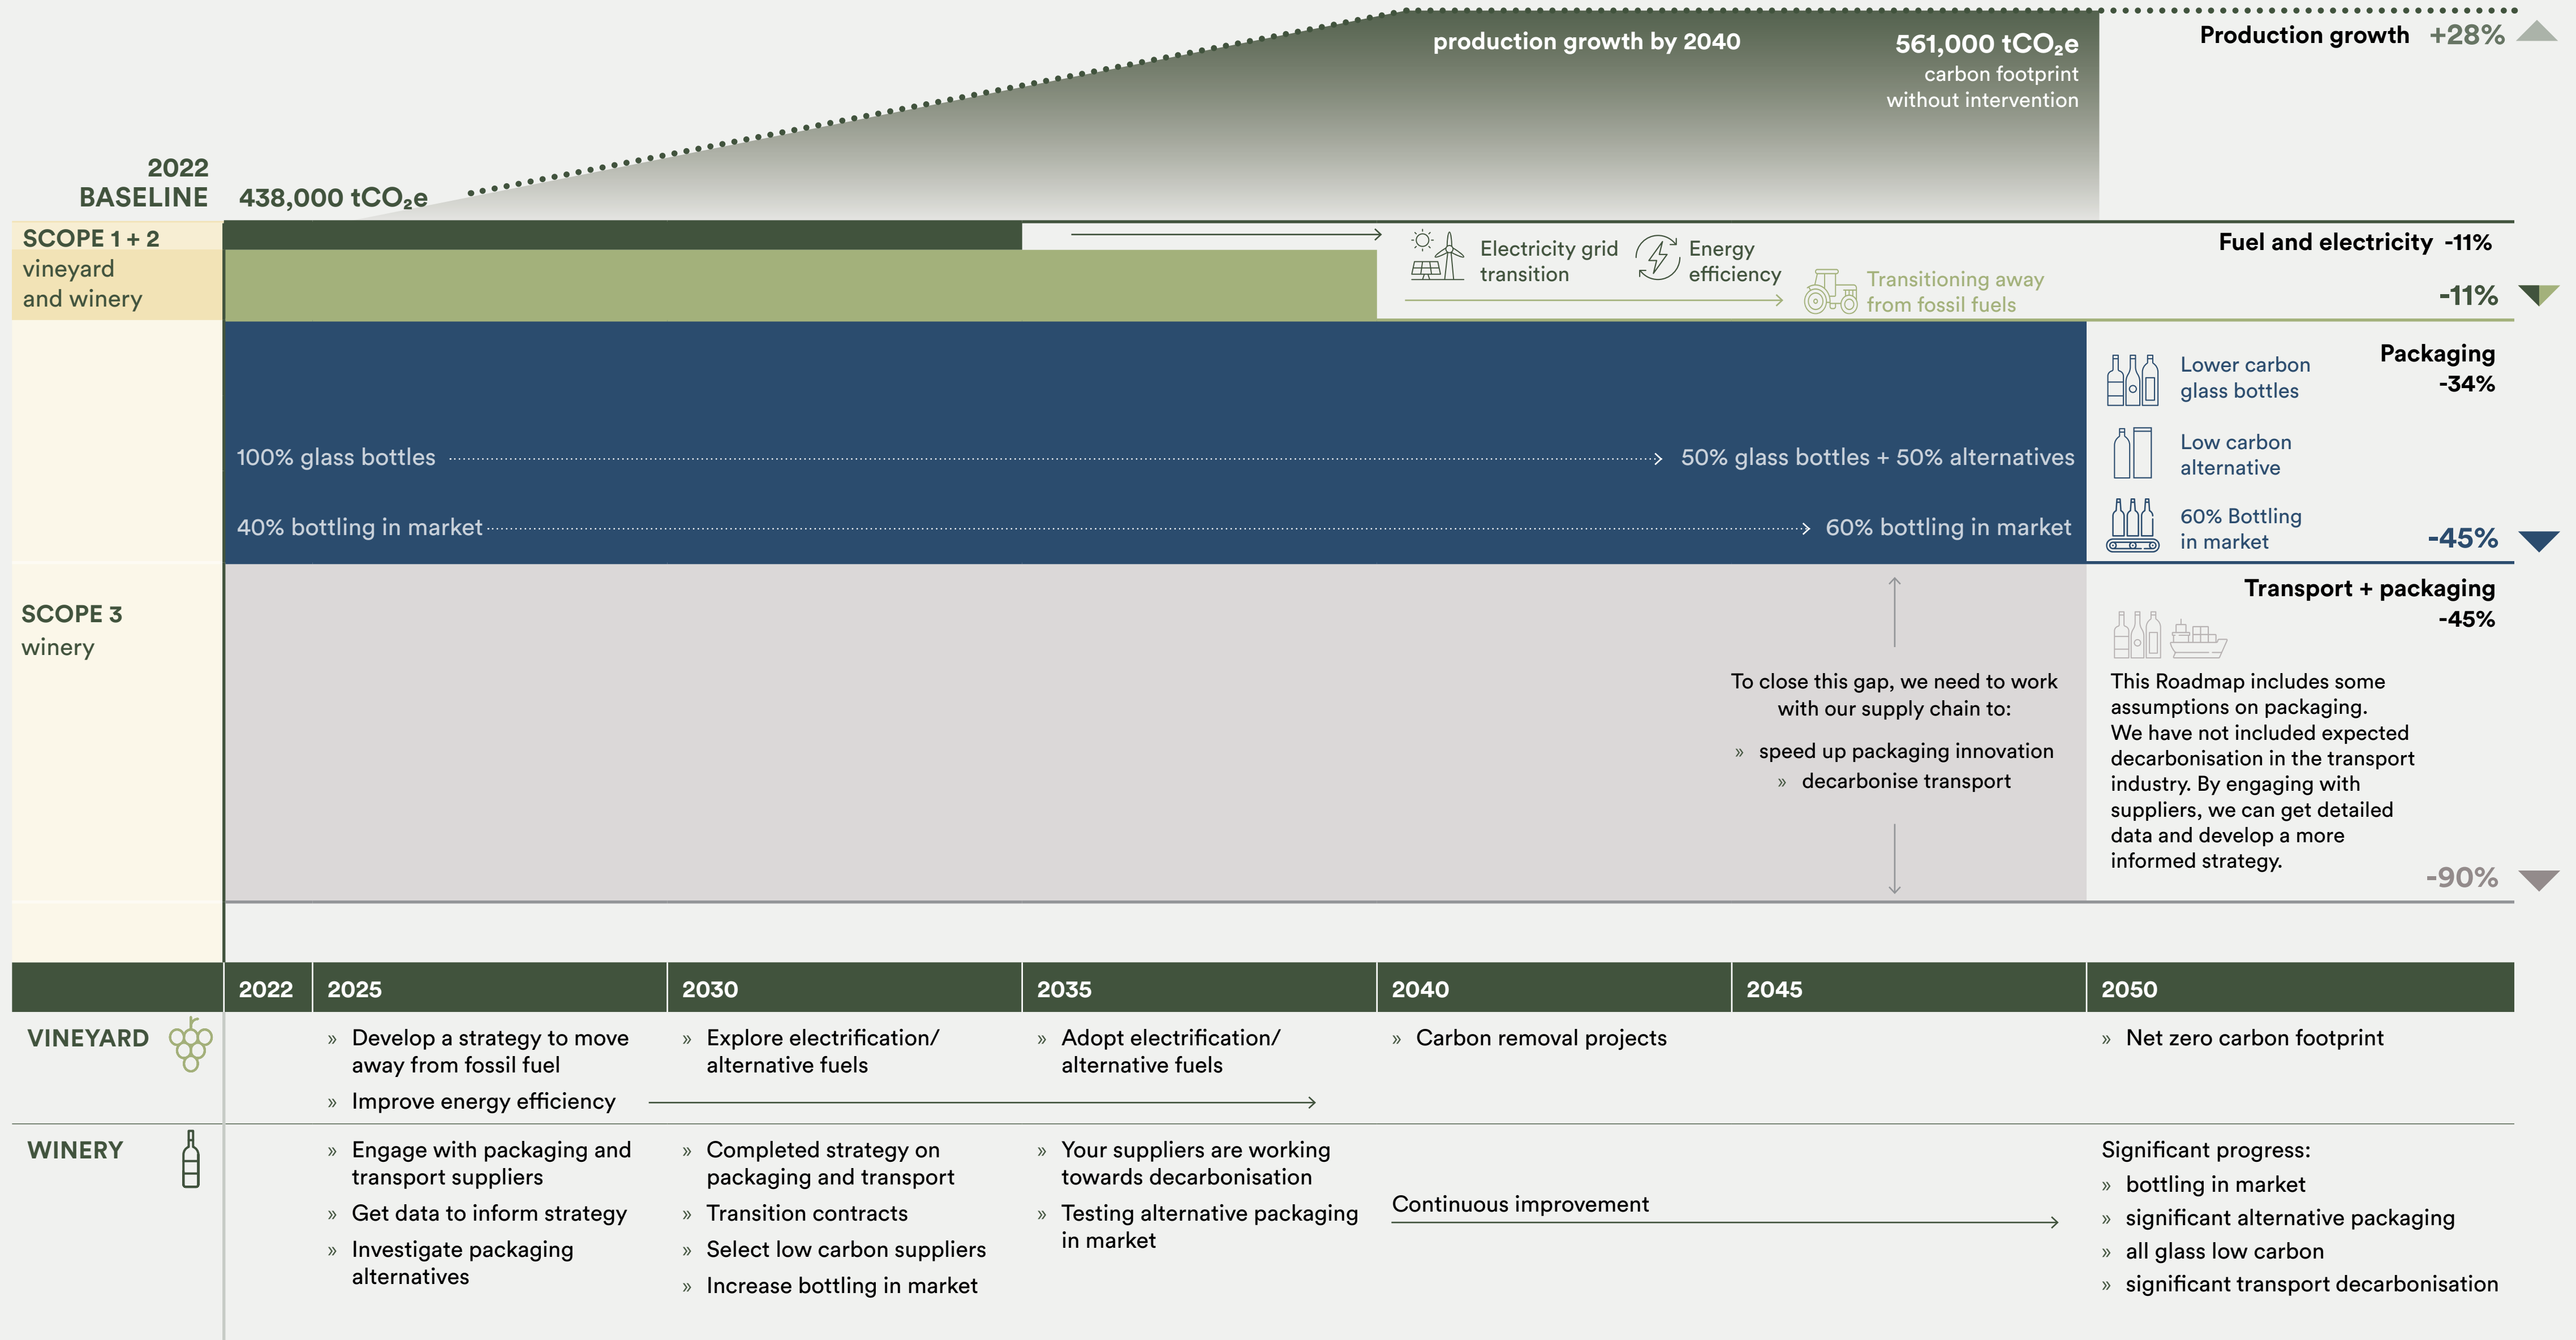 production growth by 2040
561,000 tCO₂e
carbon footprint
without intervention
Production growth +28%
2022
BASELINE
438,000 tCO₂e
SCOPE 1 + 2
vineyard
and winery
Electricity grid
transition
Energy
efficiency
Transitioning away
from fossil fuels
Fuel and electricity -11%
-11%
100% glass bottles
50% glass bottles + 50% alternatives
40% bottling in market
60% bottling in market
Lower carbon
glass bottles
Low carbon
alternative
60% Bottling
in market
Packaging
-34%
-45%
SCOPE 3
winery
To close this gap, we need to work
with our supply chain to:
» speed up packaging innovation
» decarbonise transport
Transport + packaging
-45%
This Roadmap includes some
assumptions on packaging.
We have not included expected
decarbonisation in the transport
industry. By engaging with
suppliers, we can get detailed
data and develop a more
informed strategy.
-90%
2022 2025 2030 2035 2040 2045 2050
VINEYARD
» Develop a strategy to move
away from fossil fuel
» Improve energy efficiency
» Explore electrification/
alternative fuels
» Adopt electrification/
alternative fuels
» Carbon removal projects
» Net zero carbon footprint
WINERY
» Engage with packaging and
transport suppliers
» Get data to inform strategy
» Investigate packaging
alternatives
» Completed strategy on
packaging and transport
» Transition contracts
» Select low carbon suppliers
» Increase bottling in market
» Your suppliers are working
towards decarbonisation
» Testing alternative packaging
in market
Continuous improvement
Significant progress:
» bottling in market
» significant alternative packaging
» all glass low carbon
» significant transport decarbonisation